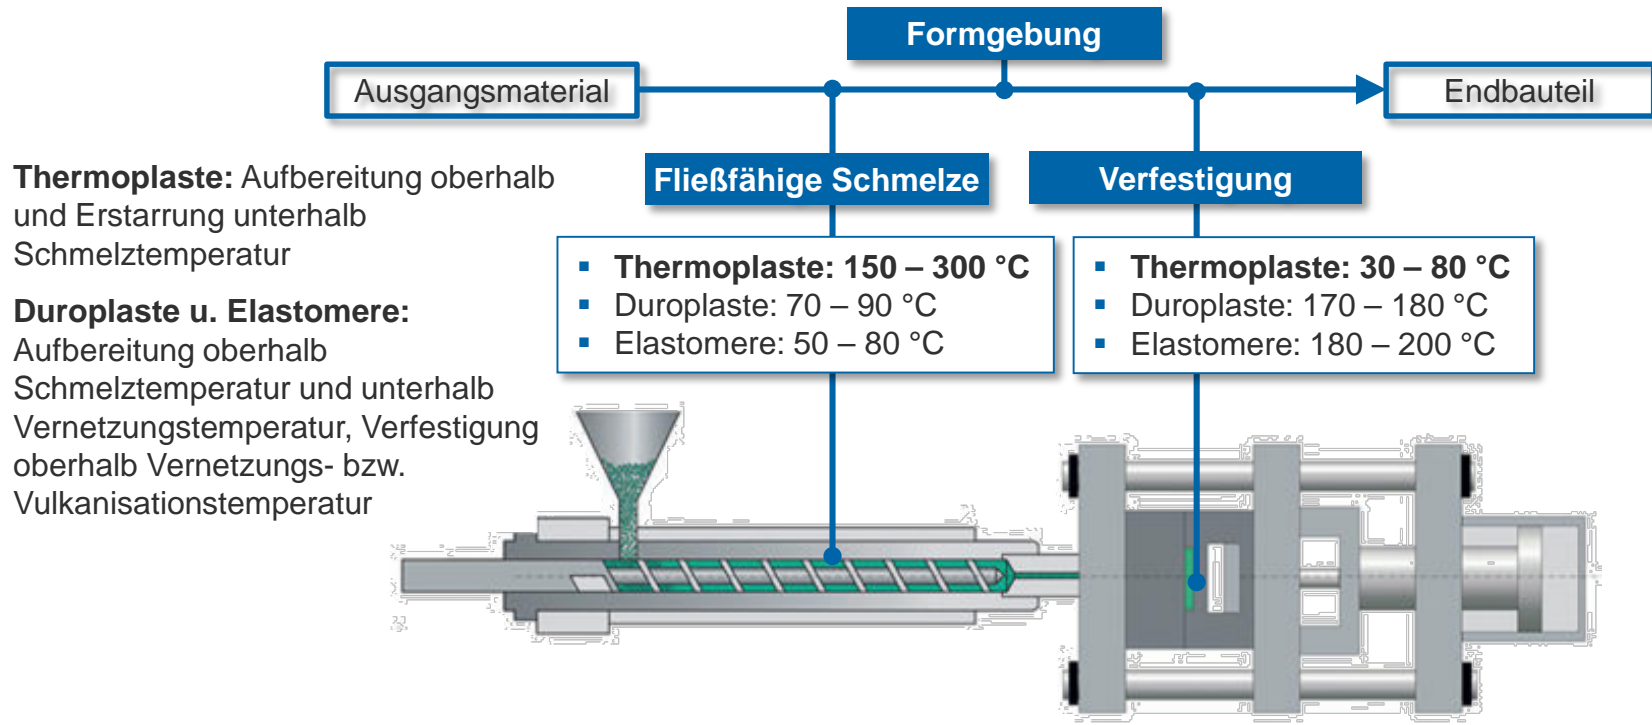 Formgebung
Ausgangsmaterial
Endbauteil
Thermoplaste: Aufbereitung oberhalb
und Erstarrung unterhalb
Schmelztemperatur
Duroplaste u. Elastomere:
Aufbereitung oberhalb
Schmelztemperatur und unterhalb
Vernetzungstemperatur, Verfestigung
oberhalb Vernetzungs- bzw.
Vulkanisationstemperatur
Fließfähige Schmelze
▪ Thermoplaste: 150 – 300 °C
▪ Duroplaste: 70 – 90 °C
▪ Elastomere: 50 – 80 °C
Verfestigung
▪ Thermoplaste: 30 – 80 °C
▪ Duroplaste: 170 – 180 °C
▪ Elastomere: 180 – 200 °C